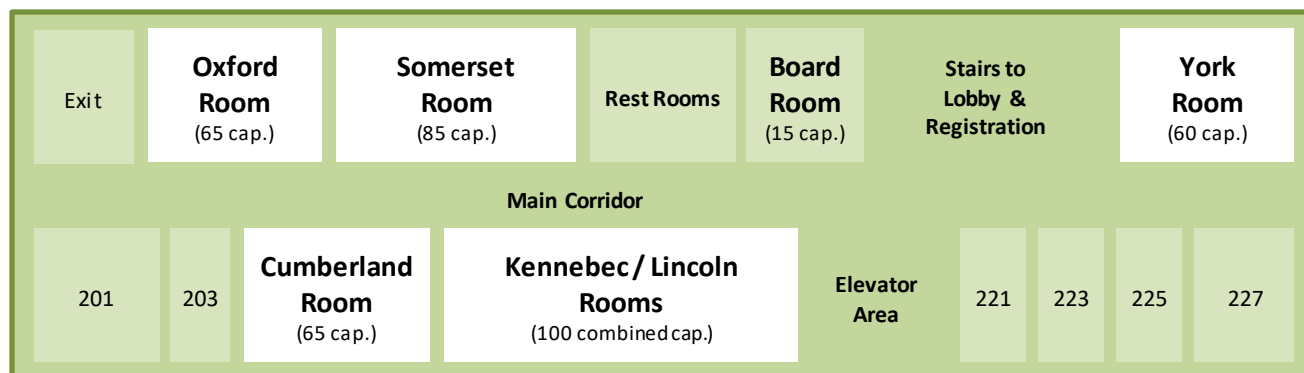 Exit
Oxford
Room
(65 cap.)
Somerset
Room
(85 cap.)
Rest Rooms
Board
Room
(15 cap.)
Stairs to
Lobby &
Registration
York
Room
(60 cap.)
Main Corridor
201
203
Cumberland
Room
(65 cap.)
Kennebec / Lincoln
Rooms
(100 combined cap.)
Elevator
Area
221
223
225
227